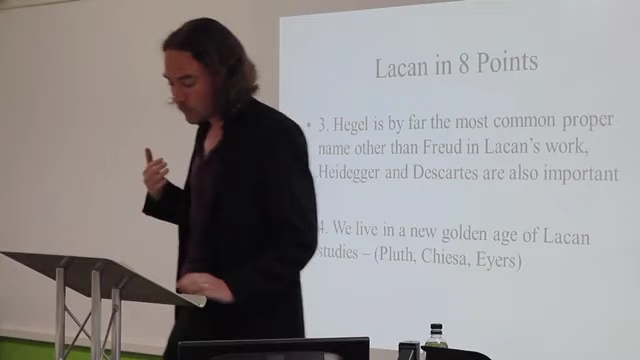 Lacan in 8 Points
• 3. Hegel is by far the most common proper
name other than Freud in Lacan's work,
Heidegger and Descartes are also important
4. We live in a new golden age of Lacan
studies – (Pluth, Chiesa, Eyers)